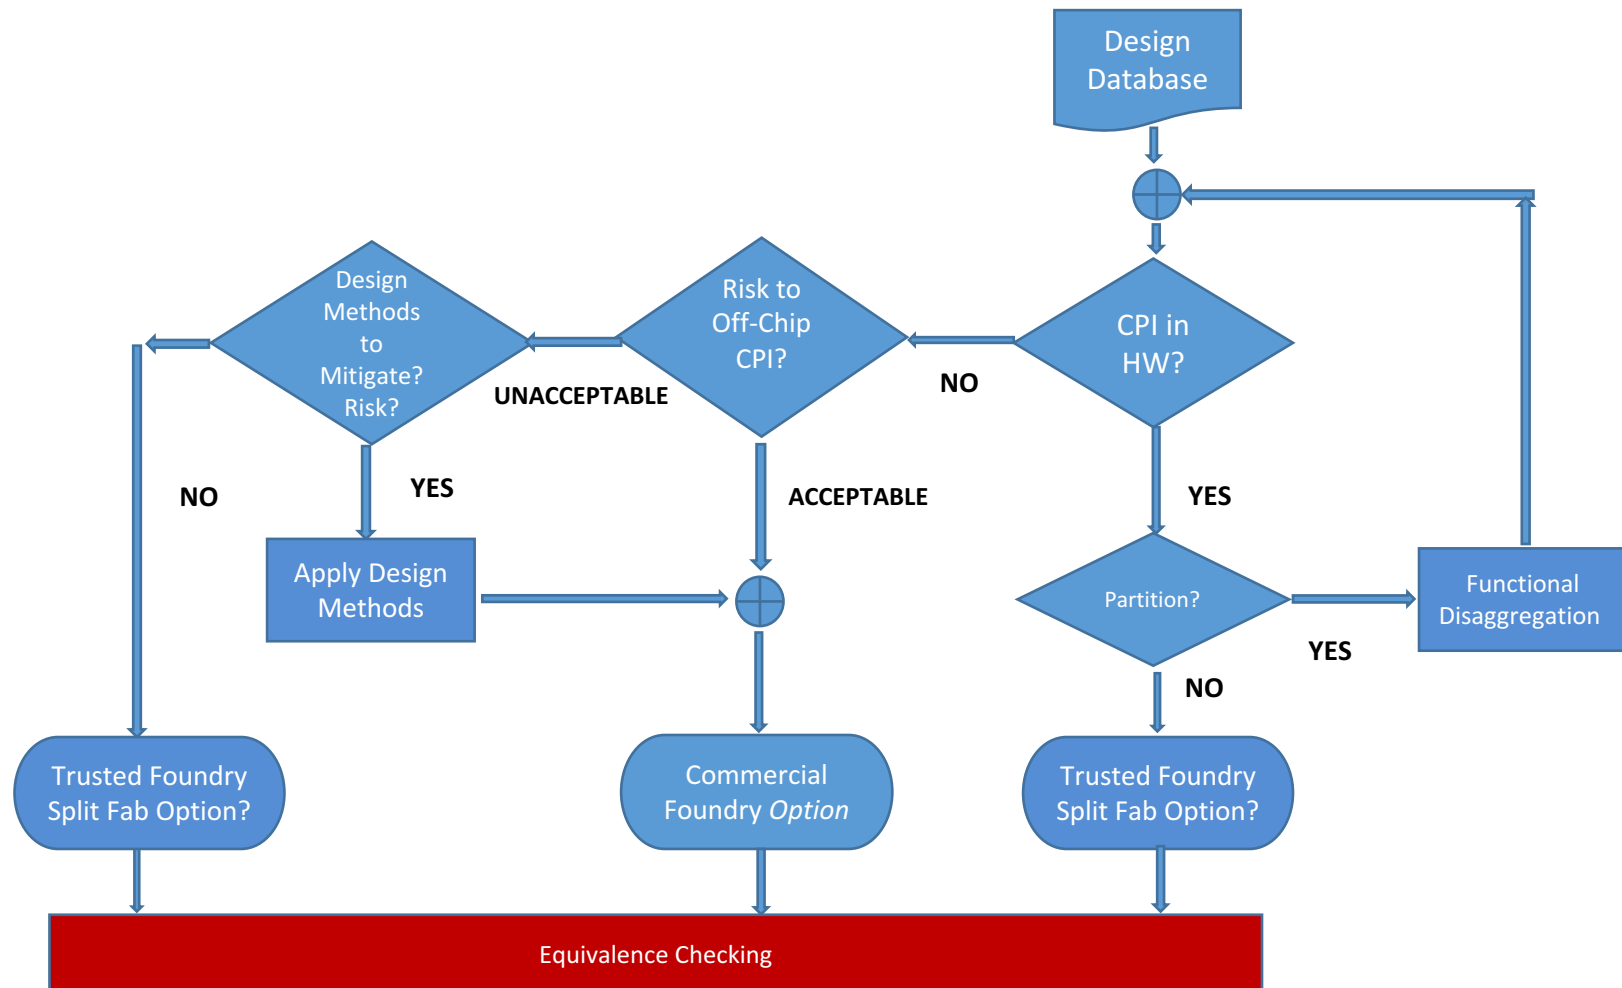 Design
Database
CPI in
HW?
NO
YES
Risk to
Off-Chip
CPI?
UNACCEPTABLE
ACCEPTABLE
Design
Methods
to
Mitigate?
Risk?
NO
YES
Apply Design
Methods
Partition?
YES
NO
Functional
Disaggregation
Trusted Foundry
Split Fab Option?
Commercial
Foundry Option
Trusted Foundry
Split Fab Option?
Equivalence Checking